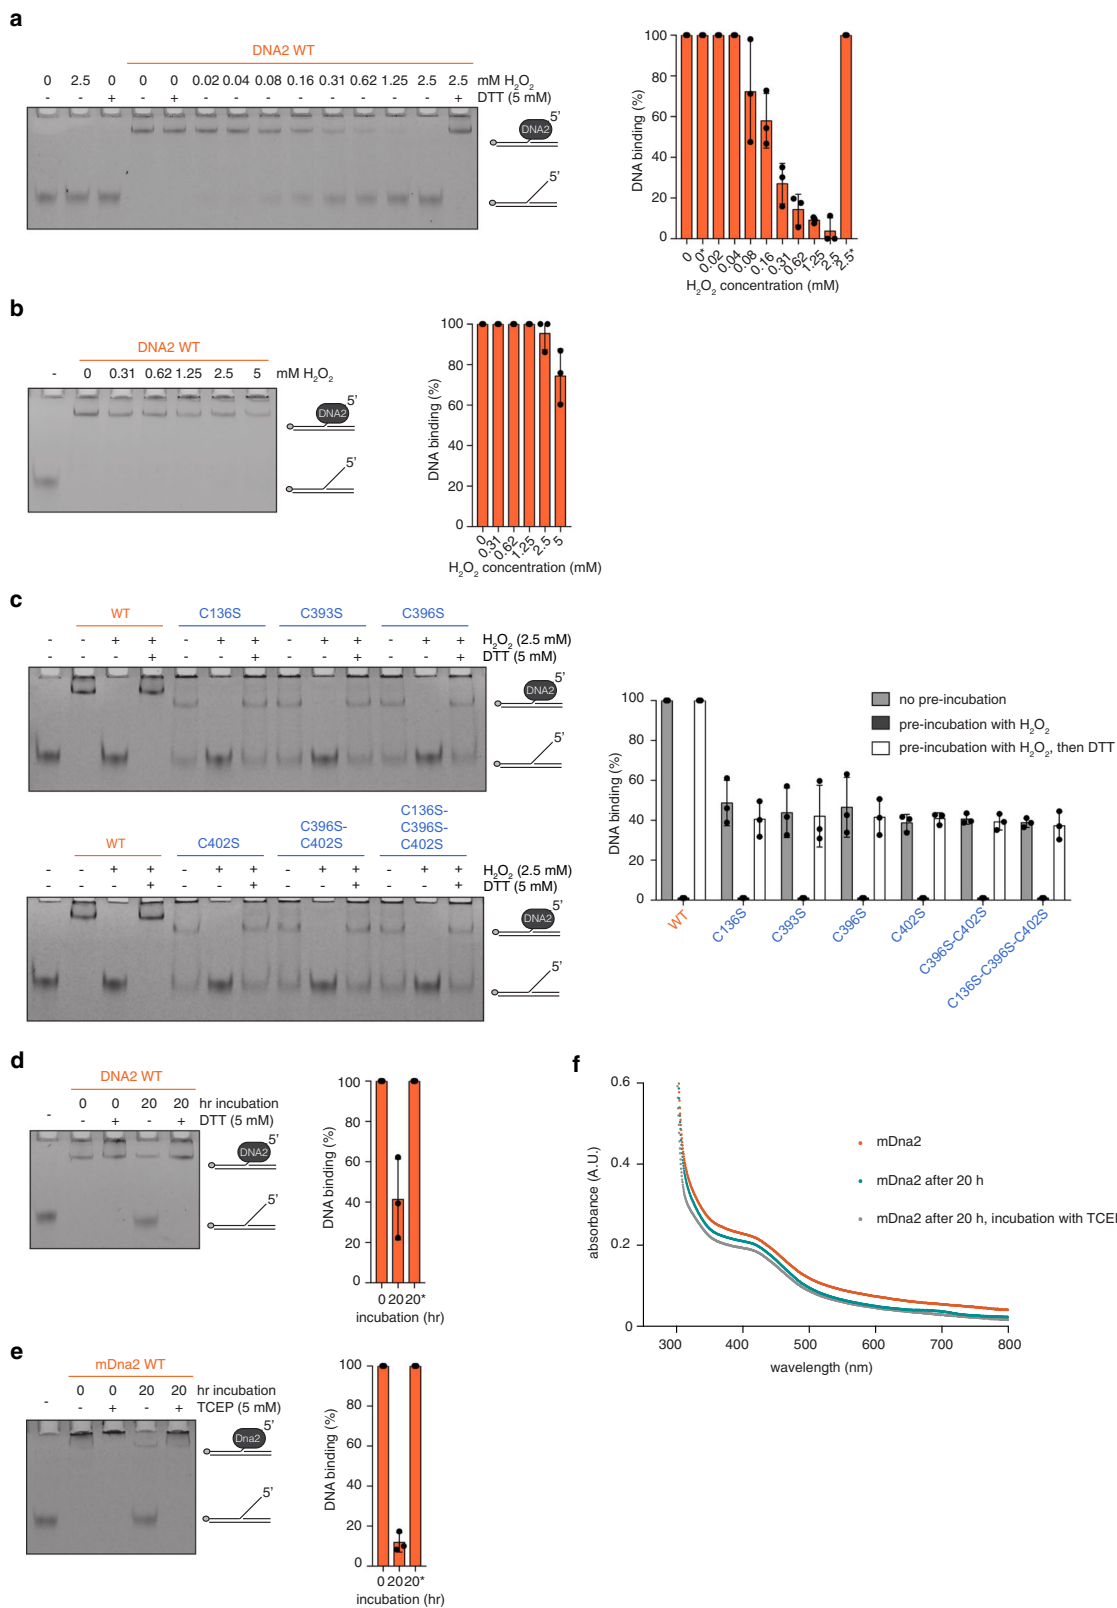 a
DNA2 WT
0 2.5 0 0 0 0.02 0.04 0.08 0.16 0.31 0.62 1.25 2.5 2.5 mM H₂O₂
- - + - + - - - - - - - - + DTT (5 mM)
5’
DNA2
5’
DNA binding (%)
100
80
60
40
20
0
0 0* 0.02 0.04 0.08 0.16 0.31 0.62 1.25 2.5 2.5*
H₂O₂ concentration (mM)
b
DNA2 WT
- 0 0.31 0.62 1.25 2.5 5 mM H₂O₂
5’
DNA2
5’
DNA binding (%)
100
80
60
40
20
0
0 0.31 0.62 1.25 2.5 5
H₂O₂ concentration (mM)
c
WT C136S C393S C396S
- - + + - + + - + + - + + H₂O₂ (2.5 mM)
- - - + - - + - - + - - + DTT (5 mM)
5’
DNA2
5’
WT C402S C396S-C402S C136S-C396S-C402S
- - + + - + + - + + - + + H₂O₂ (2.5 mM)
- - - + - - + - - + - - + DTT (5 mM)
5’
DNA2
5’
DNA binding (%)
100
80
60
40
20
0
no pre-incubation
pre-incubation with H₂O₂
pre-incubation with H₂O₂, then DTT
WT C136S C393S C396S C402S C396S-C402S C136S-C396S-C402S
d
DNA2 WT
0 0 20 20 hr incubation
- - + - + DTT (5 mM)
5’
DNA2
5’
DNA binding (%)
100
80
60
40
20
0
0 20 20*
incubation (hr)
e
mDna2 WT
0 0 20 20 hr incubation
- - + - + TCEP (5 mM)
5’
Dna2
5’
DNA binding (%)
100
80
60
40
20
0
0 20 20*
incubation (hr)
f
absorbance (A.U.)
0.6
0.4
0.2
0
mDna2
mDna2 after 20 h
mDna2 after 20 h, incubation with
300 400 500 600 700 800
wavelength (nm)